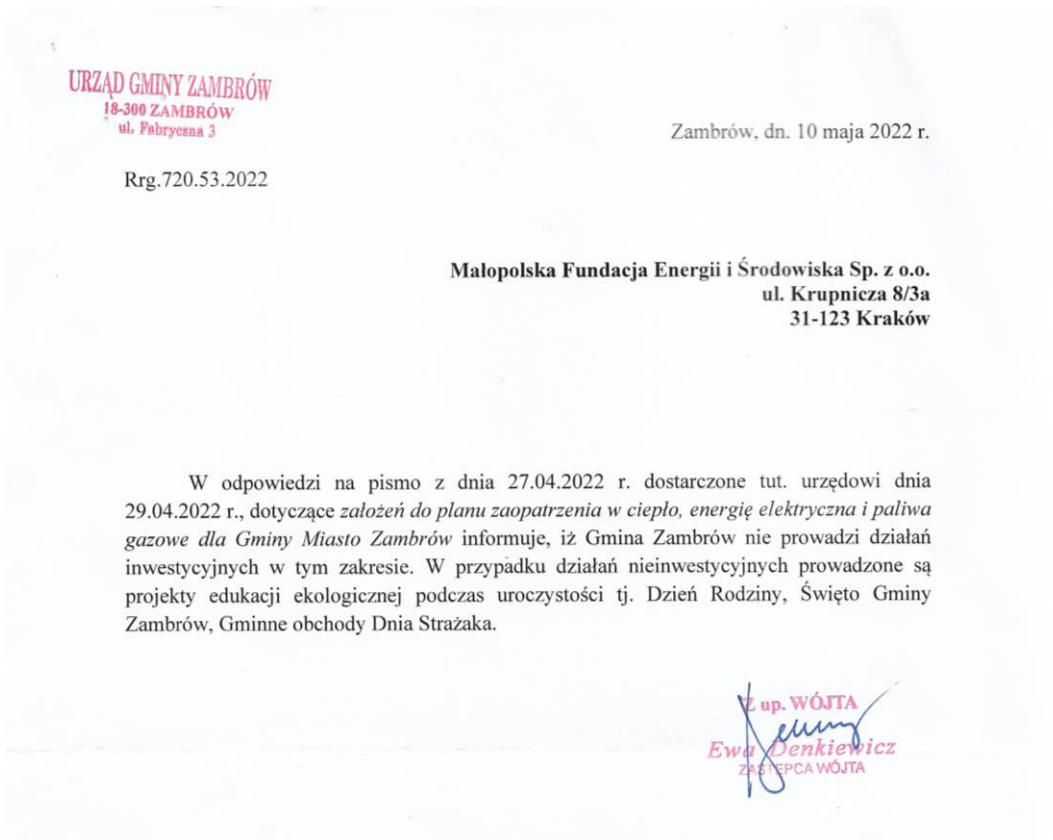 URZĄD GMINY ZAMBRÓW
18-300 ZAMBRÓW
ul. Fabryczna 3
Zambrów, dn. 10 maja 2022 r.
Rrg.720.53.2022
Małopolska Fundacja Energii i Środowiska Sp. z o.o.
ul. Krupnicza 8/3a
31-123 Kraków
W odpowiedzi na pismo z dnia 27.04.2022 r. dostarczone tut. urzędowi dnia
29.04.2022 r., dotyczące założeń do planu zaopatrzenia w ciepło, energię elektryczna i paliwa
gazowe dla Gminy Miasto Zambrów informuje, iż Gmina Zambrów nie prowadzi działań
inwestycyjnych w tym zakresie. W przypadku działań nieinwestycyjnych prowadzone są
projekty edukacji ekologicznej podczas uroczystości tj. Dzień Rodziny, Święto Gminy
Zambrów, Gminne obchody Dnia Strażaka.
Z up. WÓJTA
Ewa Denkiewicz
ZASTĘPCA WÓJTA